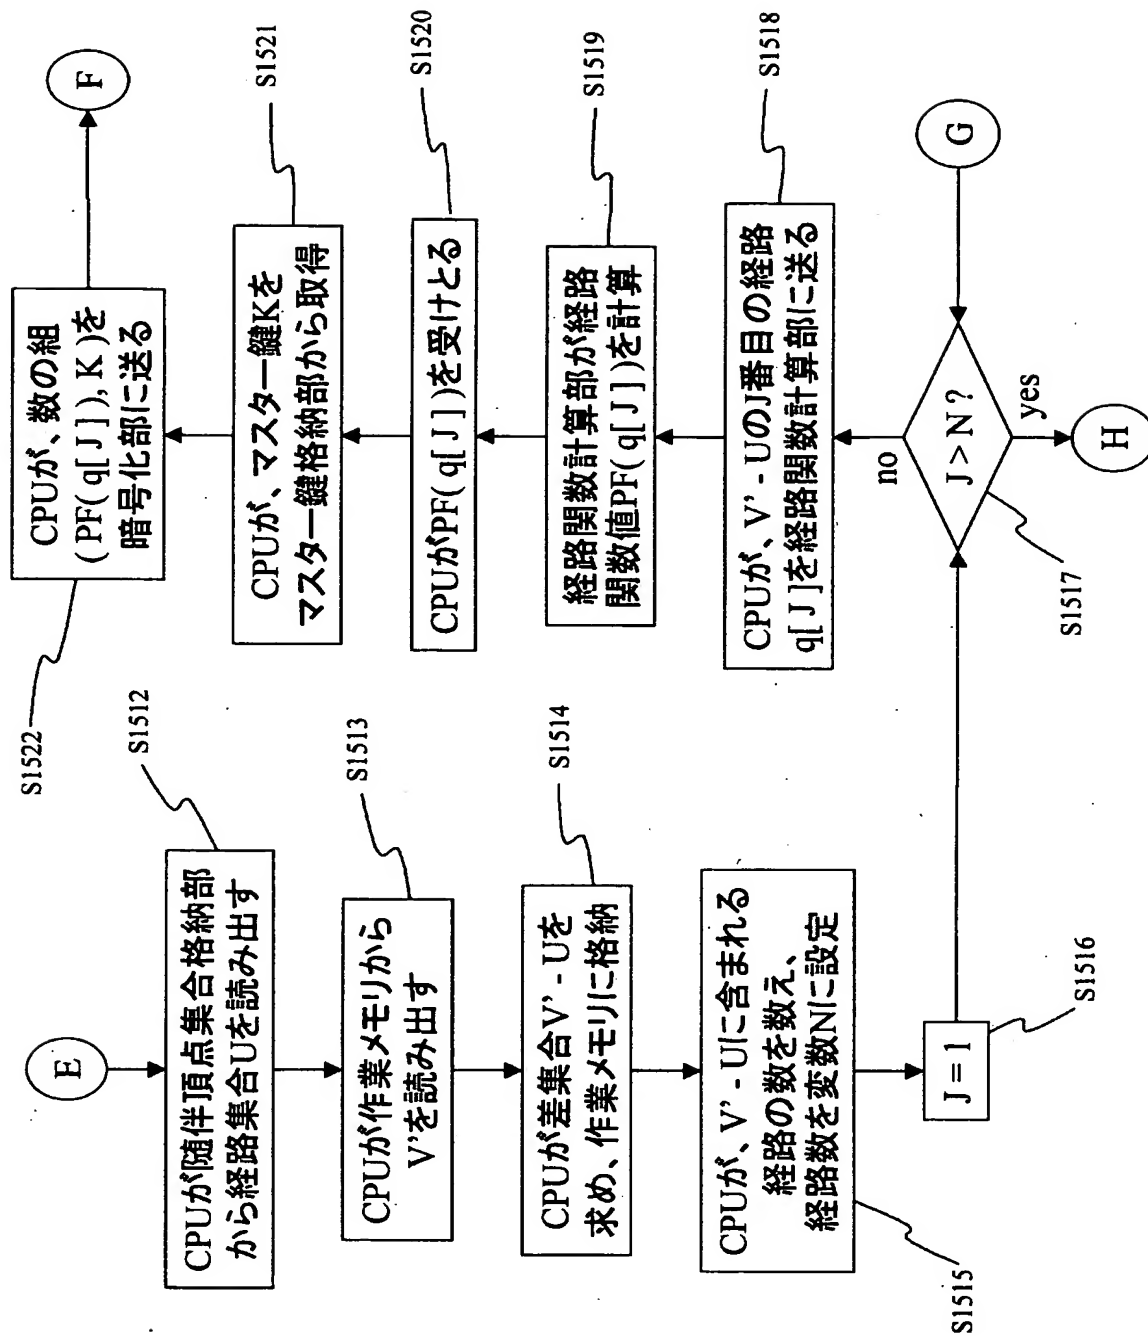 E
CPUが随伴頂点集合格納部
から経路集合Uを読み出す
S1512
CPUが作業メモリから
V'を読み出す
S1513
CPUが差集合V' - Uを
求め、作業メモリに格納
S1514
CPUが、V' - Uに含まれる
経路の数を数え、
経路数を変数Nに設定
S1515
J = 1
S1516
G
J > N ?
S1517
yes
H
no
CPUが、V' - UのJ番目の経路
q[ J ]を経路関数計算部に送る
S1518
経路関数計算部が経路
関数値PF( q[ J ] )を計算
S1519
CPUがPF( q[ J ] )を受けとる
S1520
CPUが、マスター鍵Kを
マスター鍵格納部から取得
S1521
CPUが、数の組
( PF( q[ J ] ), K )を
暗号化部に送る
S1522
F